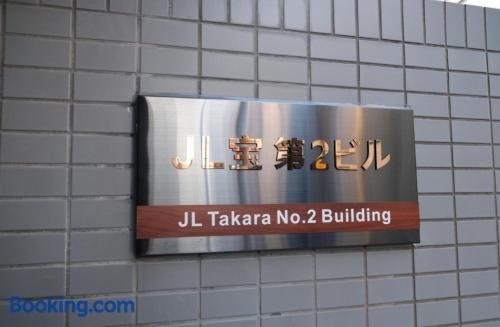 JL宝 第2ビル
JL Takara No.2 Building
Booking.com